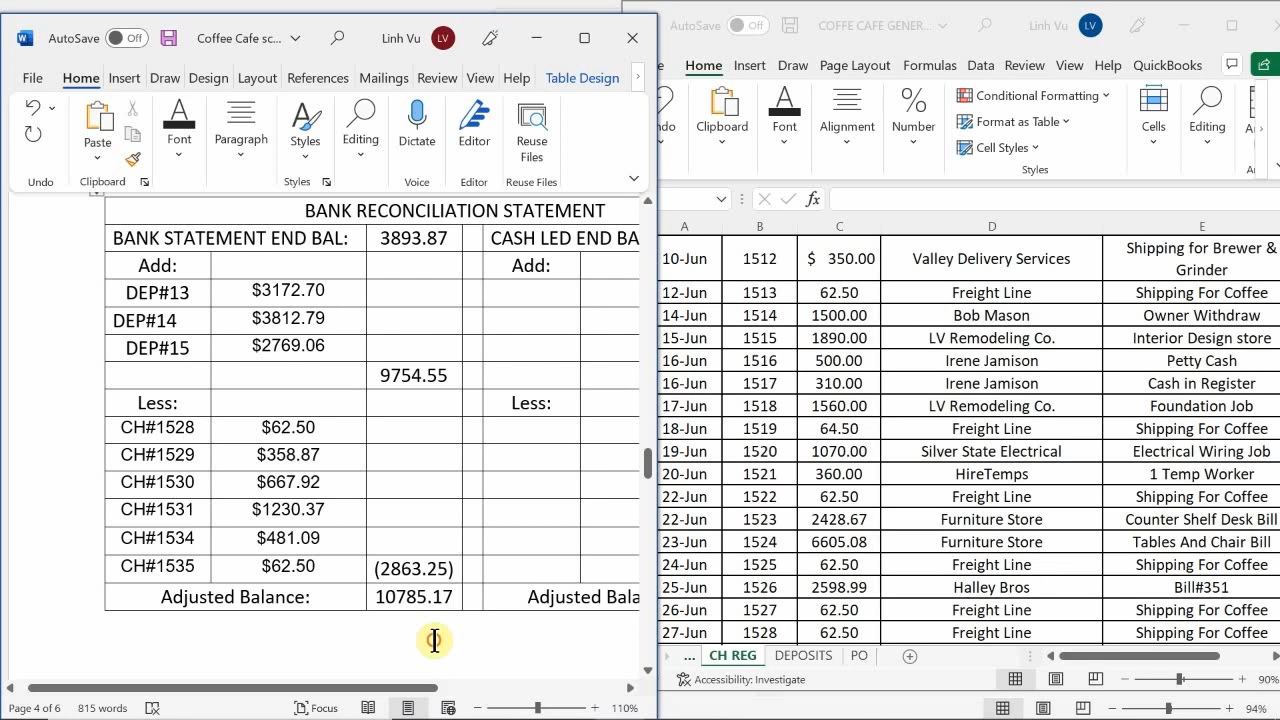 AutoSave Off Coffee Cafe sc... Linh Vu LV
File Home Insert Draw Design Layout References Mailings Review View Help Table Design
Paste Font Paragraph Styles Editing Dictate Editor Reuse Files
Undo Clipboard Styles Voice Editor Reuse Files
BANK RECONCILIATION STATEMENT
BANK STATEMENT END BAL: 3893.87 CASH LED END BA
Add: Add:
DEP#13 $3172.70
DEP#14 $3812.79
DEP#15 $2769.06
9754.55
Less: Less:
CH#1528 $62.50
CH#1529 $358.87
CH#1530 $667.92
CH#1531 $1230.37
CH#1534 $481.09
CH#1535 $62.50 (2863.25)
Adjusted Balance: 10785.17 Adjusted Bala
Page 4 of 6 815 words Focus 110%
AutoSave Off COFFE CAFE GENER... Linh Vu LV
e Home Insert Draw Page Layout Formulas Data Review View Help QuickBooks
ndo Clipboard Font Alignment Number Conditional Formatting Format as Table Cell Styles Cells Editing
Styles
fx
A B C D E
10-Jun 1512 $ 350.00 Valley Delivery Services Shipping for Brewer & Grinder
12-Jun 1513 62.50 Freight Line Shipping For Coffee
14-Jun 1514 1500.00 Bob Mason Owner Withdraw
15-Jun 1515 1890.00 LV Remodeling Co. Interior Design store
16-Jun 1516 500.00 Irene Jamison Petty Cash
16-Jun 1517 310.00 Irene Jamison Cash in Register
17-Jun 1518 1560.00 LV Remodeling Co. Foundation Job
18-Jun 1519 64.50 Freight Line Shipping For Coffee
19-Jun 1520 1070.00 Silver State Electrical Electrical Wiring Job
20-Jun 1521 360.00 HireTemps 1 Temp Worker
22-Jun 1522 62.50 Freight Line Shipping For Coffee
22-Jun 1523 2428.67 Furniture Store Counter Shelf Desk Bill
23-Jun 1524 6605.08 Furniture Store Tables And Chair Bill
24-Jun 1525 62.50 Freight Line Shipping For Coffee
25-Jun 1526 2598.99 Halley Bros Bill#351
26-Jun 1527 62.50 Freight Line Shipping For Coffee
27-Jun 1528 62.50 Freight Line Shipping For Coffee
... CH REG DEPOSITS PO
Accessibility: Investigate 90%
94%